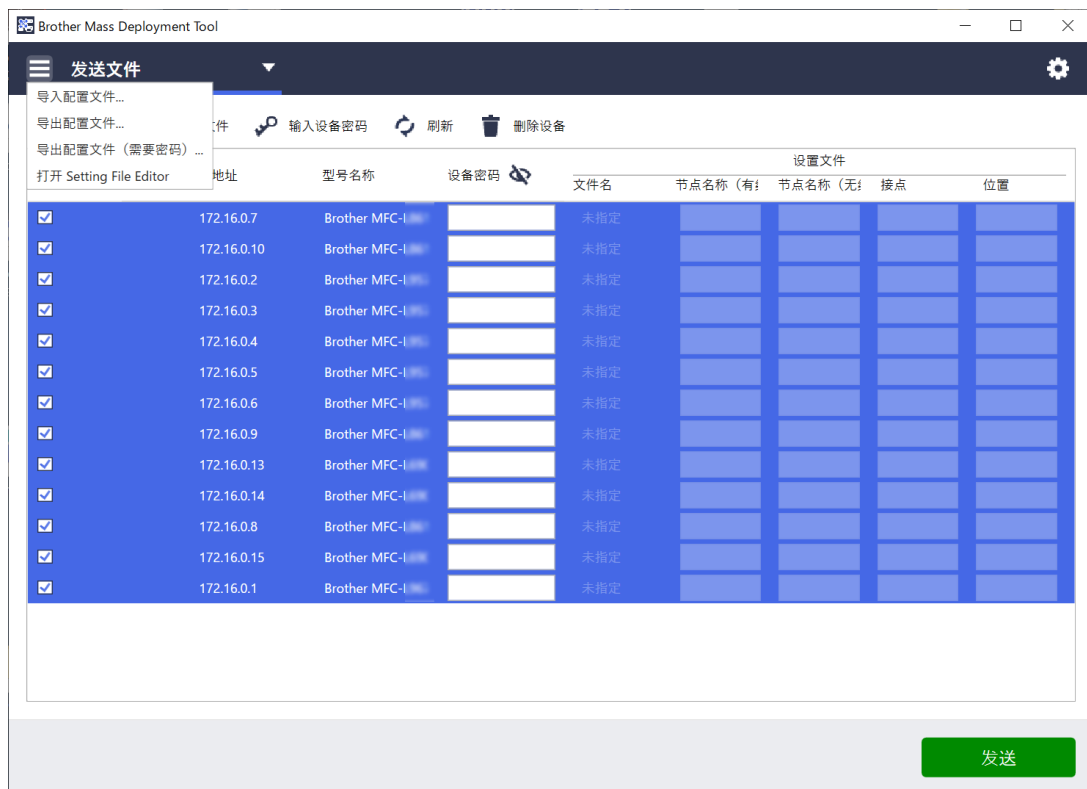 Brother Mass Deployment Tool
发送文件
导入配置文件...
导出配置文件...
导出配置文件（需要密码）...
打开 Setting File Editor
文件 输入设备密码 刷新 删除设备
地址 型号名称 设备密码 设置文件
文件名 节点名称（有 节点名称（无 接点 位置
172.16.0.7 Brother MFC- 未指定
172.16.0.10 Brother MFC- 未指定
172.16.0.2 Brother MFC- 未指定
172.16.0.3 Brother MFC- 未指定
172.16.0.4 Brother MFC- 未指定
172.16.0.5 Brother MFC- 未指定
172.16.0.6 Brother MFC- 未指定
172.16.0.9 Brother MFC- 未指定
172.16.0.13 Brother MFC- 未指定
172.16.0.14 Brother MFC- 未指定
172.16.0.8 Brother MFC- 未指定
172.16.0.15 Brother MFC- 未指定
172.16.0.1 Brother MFC- 未指定
发送